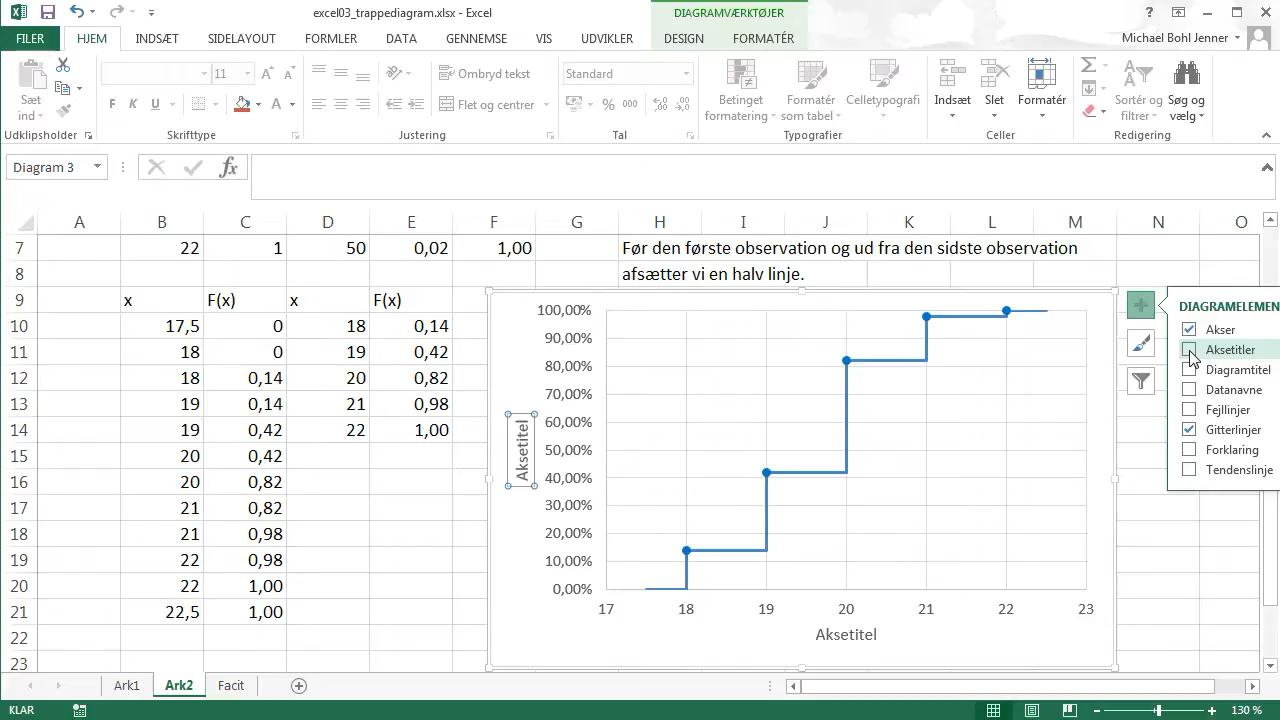 excel03_trappediagram.xlsx - Excel
DIAGRAMVÆRKTØJER
FILER HJEM INDSÆT SIDELAYOUT FORMLER DATA GENNEMSE VIS UDVIKLER DESIGN FORMATÉR
Michael Bohl Jenner
Sæt ind
11
F K U
Ombryd tekst
Flet og centrer
Standard
% 000
Betinget formatering
Formatér som tabel
Celletypografi
Indsæt
Slet
Formatér
Sortér og filtrer
Søg og vælg
Udklipsholder Skrifttype Justering Tal Typografier Celler Redigering
Diagram 3
fx
A B C D E F G H I J K L M N O
7 22 1 50 0,02 1,00 Før den første observation og ud fra den sidste observation
8 afsætter vi en halv linje.
9 x F(x) x F(x)
10 17,5 0 18 0,14
11 18 0 19 0,42
12 18 0,14 20 0,82
13 19 0,14 21 0,98
14 19 0,42 22 1,00
15 20 0,42
16 20 0,82
17 21 0,82
18 21 0,98
19 22 0,98
20 22 1,00
21 22,5 1,00
22
23
100,00%
90,00%
80,00%
70,00%
60,00%
50,00%
40,00%
30,00%
20,00%
10,00%
0,00%
Aksetitel
17 18 19 20 21 22 23
Aksetitel
DIAGRAMELEMEN
Akser
Aksetitler
Diagramtitel
Datanavne
Fejllinjer
Gitterlinjer
Forklaring
Tendenslinje
Ark1 Ark2 Facit
KLAR
130 %